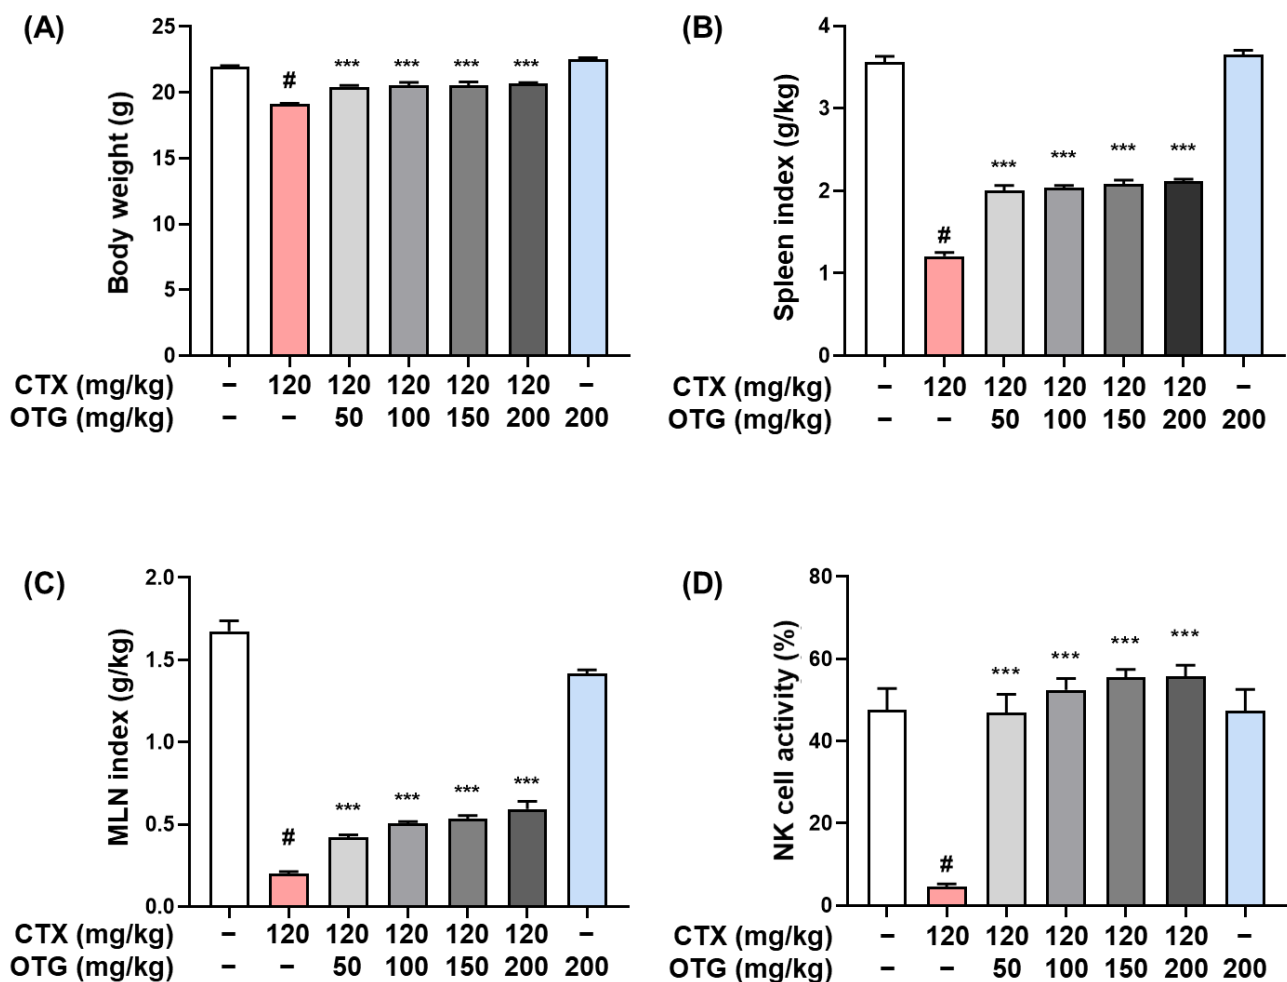 (A)
Body weight (g)
25
20
15
10
5
0
# *** *** *** ***
CTX (mg/kg) – 120 120 120 120 120 –
OTG (mg/kg) – – 50 100 150 200 200
(B)
Spleen index (g/kg)
4
3
2
1
0
# *** *** *** ***
CTX (mg/kg) – 120 120 120 120 120 –
OTG (mg/kg) – – 50 100 150 200 200
(C)
MLN index (g/kg)
2.0
1.5
1.0
0.5
0.0
# *** *** *** ***
CTX (mg/kg) – 120 120 120 120 120 –
OTG (mg/kg) – – 50 100 150 200 200
(D)
NK cell activity (%)
80
60
40
20
0
# *** *** *** ***
CTX (mg/kg) – 120 120 120 120 120 –
OTG (mg/kg) – – 50 100 150 200 200